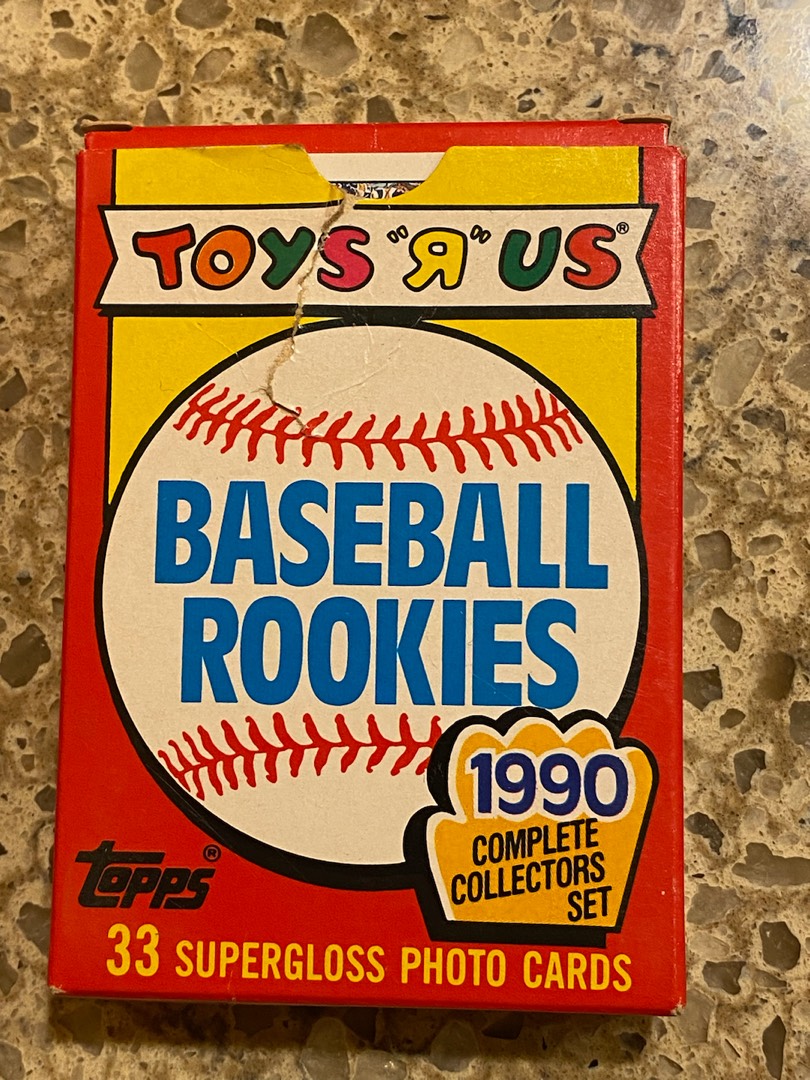 TOYS "R" US®
BASEBALL
ROOKIES
1990
COMPLETE
COLLECTORS
SET
Topps®
33 SUPERGLOSS PHOTO CARDS